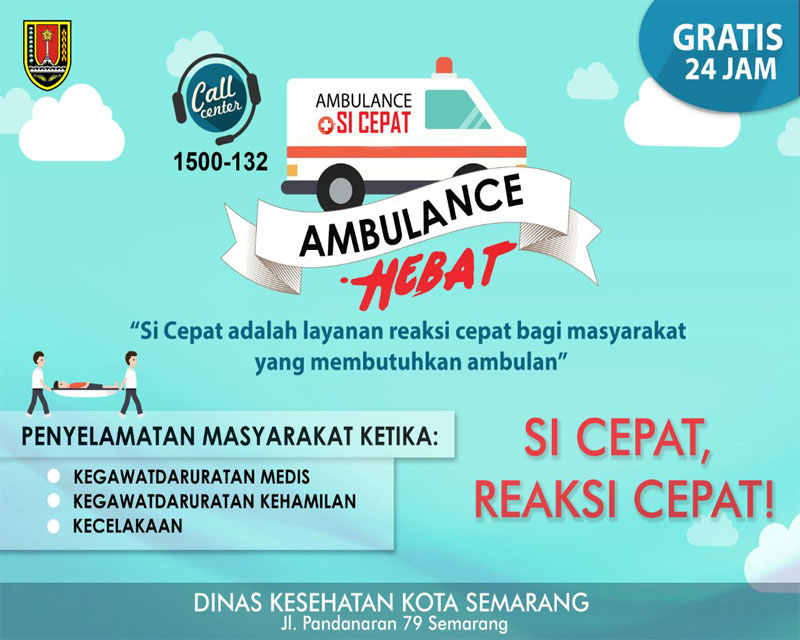 GRATIS
24 JAM
Call
center
1500-132
AMBULANCE
SI CEPAT
AMBULANCE
HEBAT
“Si Cepat adalah layanan reaksi cepat bagi masyarakat
yang membutuhkan ambulan”
PENYELAMATAN MASYARAKAT KETIKA:
KEGAWATDARURATAN MEDIS
KEGAWATDARURATAN KEHAMILAN
KECELAKAAN
SI CEPAT,
REAKSI CEPAT!
DINAS KESEHATAN KOTA SEMARANG
Jl. Pandanaran 79 Semarang